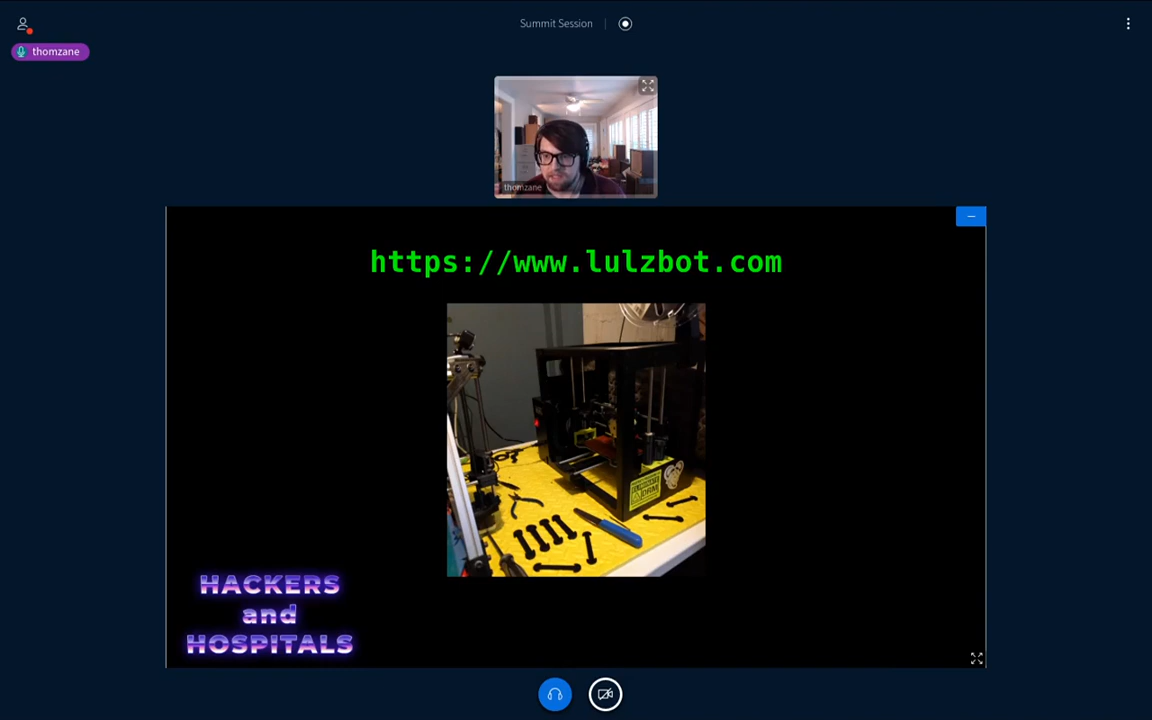 Summit Session
thomzane
thomzane
https://www.lulzbot.com
HACKERS
and
HOSPITALS